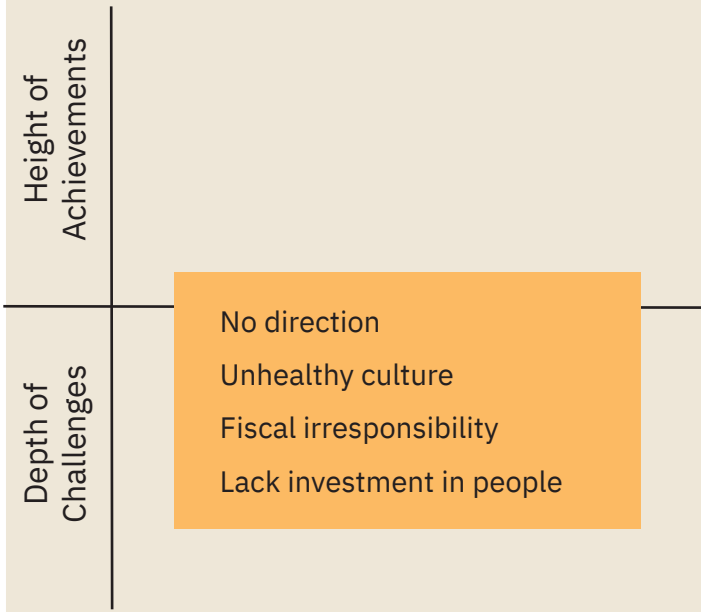 Height of
Achievements
No direction
Unhealthy culture
Fiscal irresponsibility
Lack investment in people
Depth of
Challenges